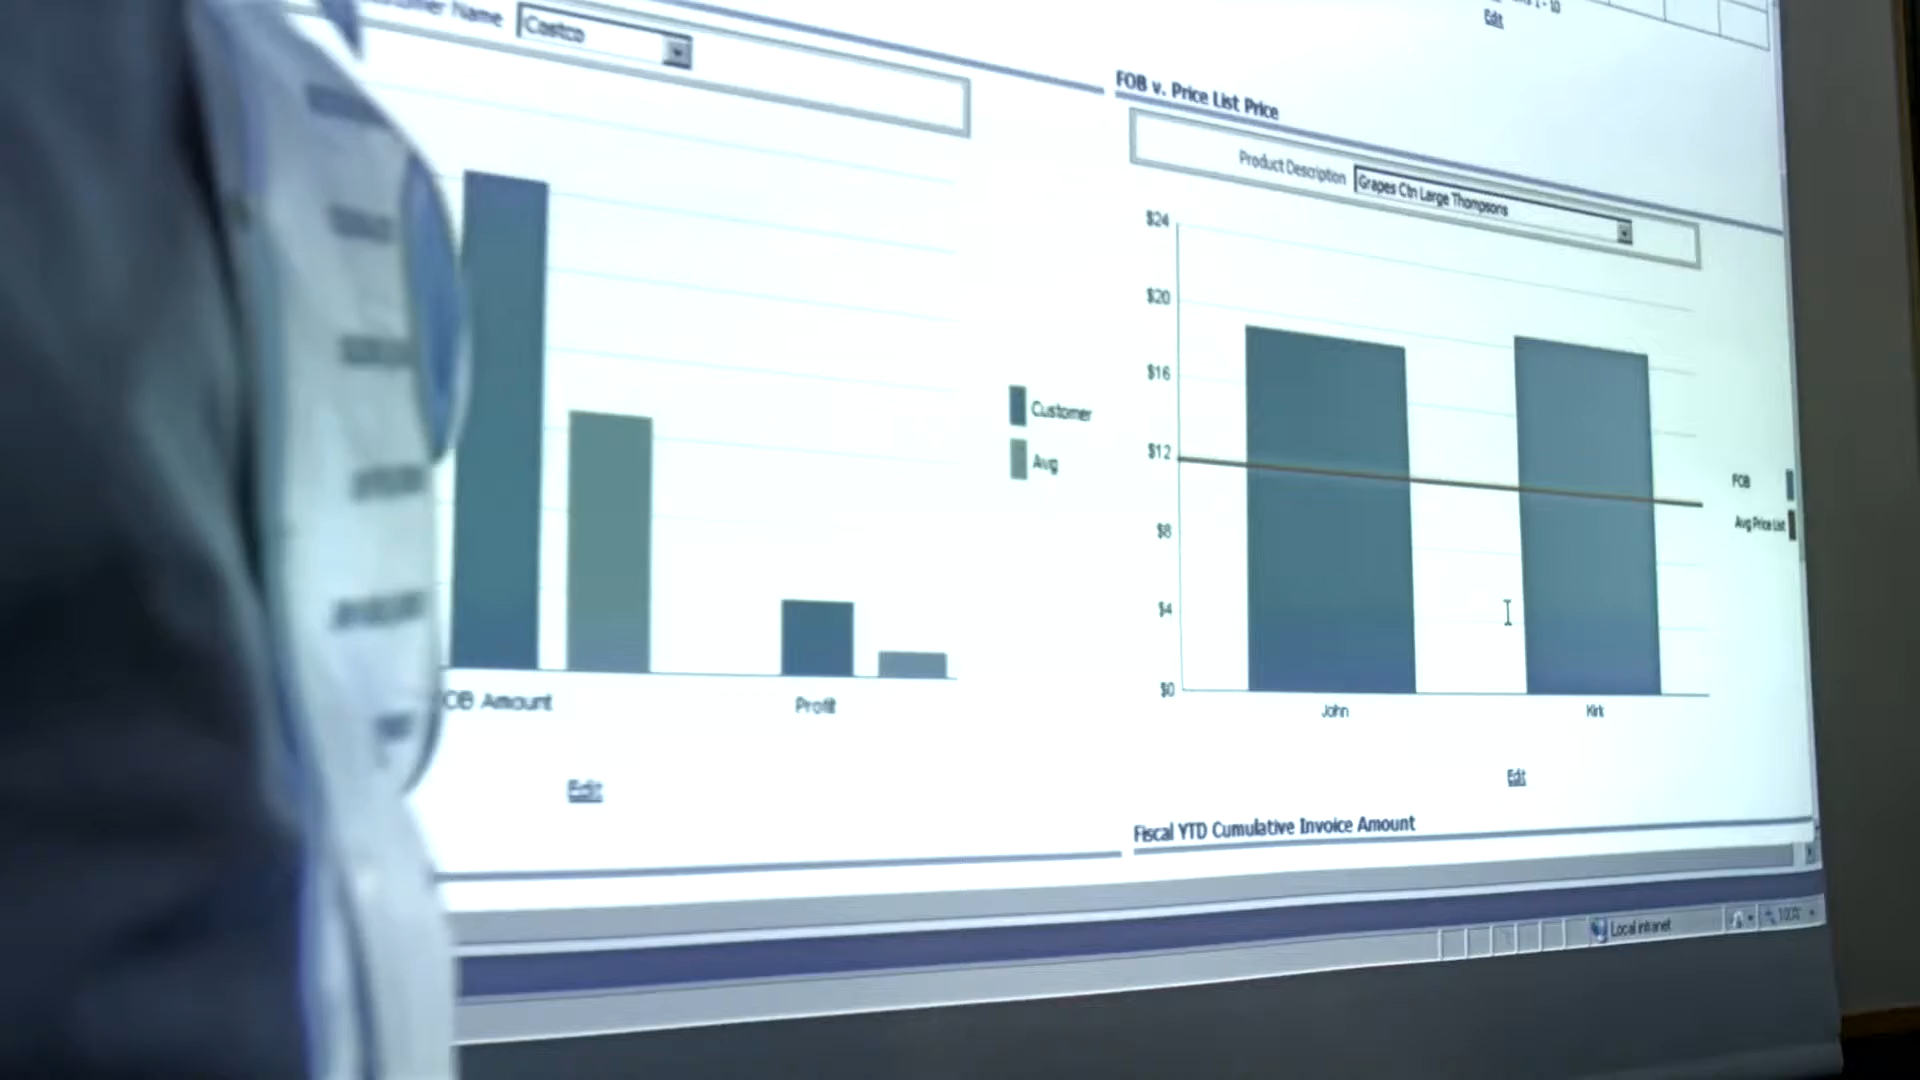 Customer Name Costco
Edit
FOB v. Price List Price
Product Description Grapes Ctn Large Thompsons
$24
$20
$16
$12
$8
$4
$0
John
Kirk
FOB
Avg Price List
Edit
Customer
Avg
OB Amount
Profit
Edit
Fiscal YTD Cumulative Invoice Amount
Local intranet
100%